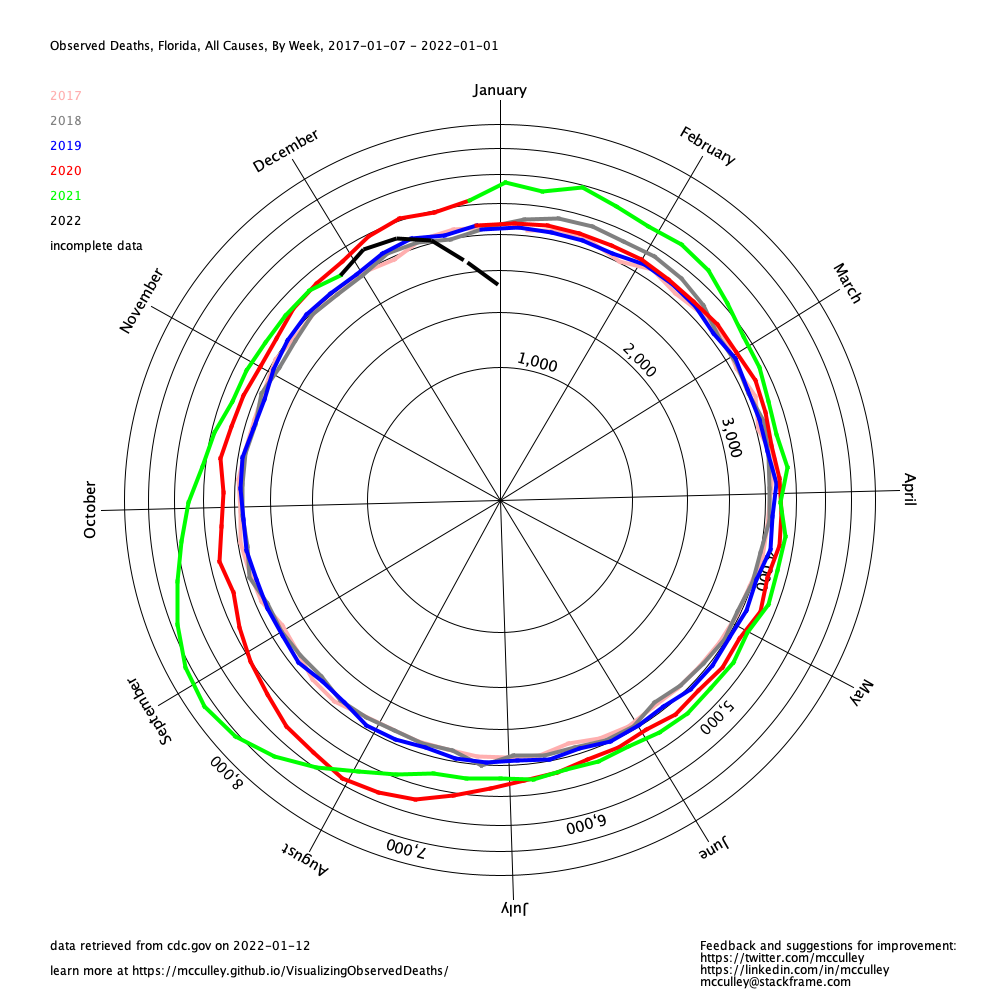 Observed Deaths, Florida, All Causes, By Week, 2017-01-07 - 2022-01-01
2017
2018
2019
2020
2021
2022
incomplete data
January
February
March
April
May
June
July
August
September
October
November
December
1,000
2,000
3,000
4,000
5,000
6,000
7,000
8,000
data retrieved from cdc.gov on 2022-01-12
learn more at https://mcculley.github.io/VisualizingObservedDeaths/
Feedback and suggestions for improvement:
https://twitter.com/mcculley
https://linkedin.com/in/mcculley
mcculley@stackframe.com